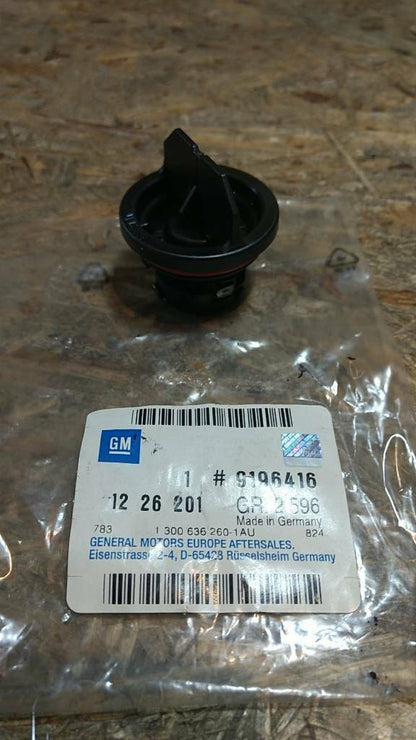 GM
1 # 9196416
12 26 201 GR. 2 596
Made in Germany
783 1 300 636 260-1AU 824
GENERAL MOTORS EUROPE AFTERSALES.
Eisenstrasse 2-4, D-65428 Rüsselsheim Germany